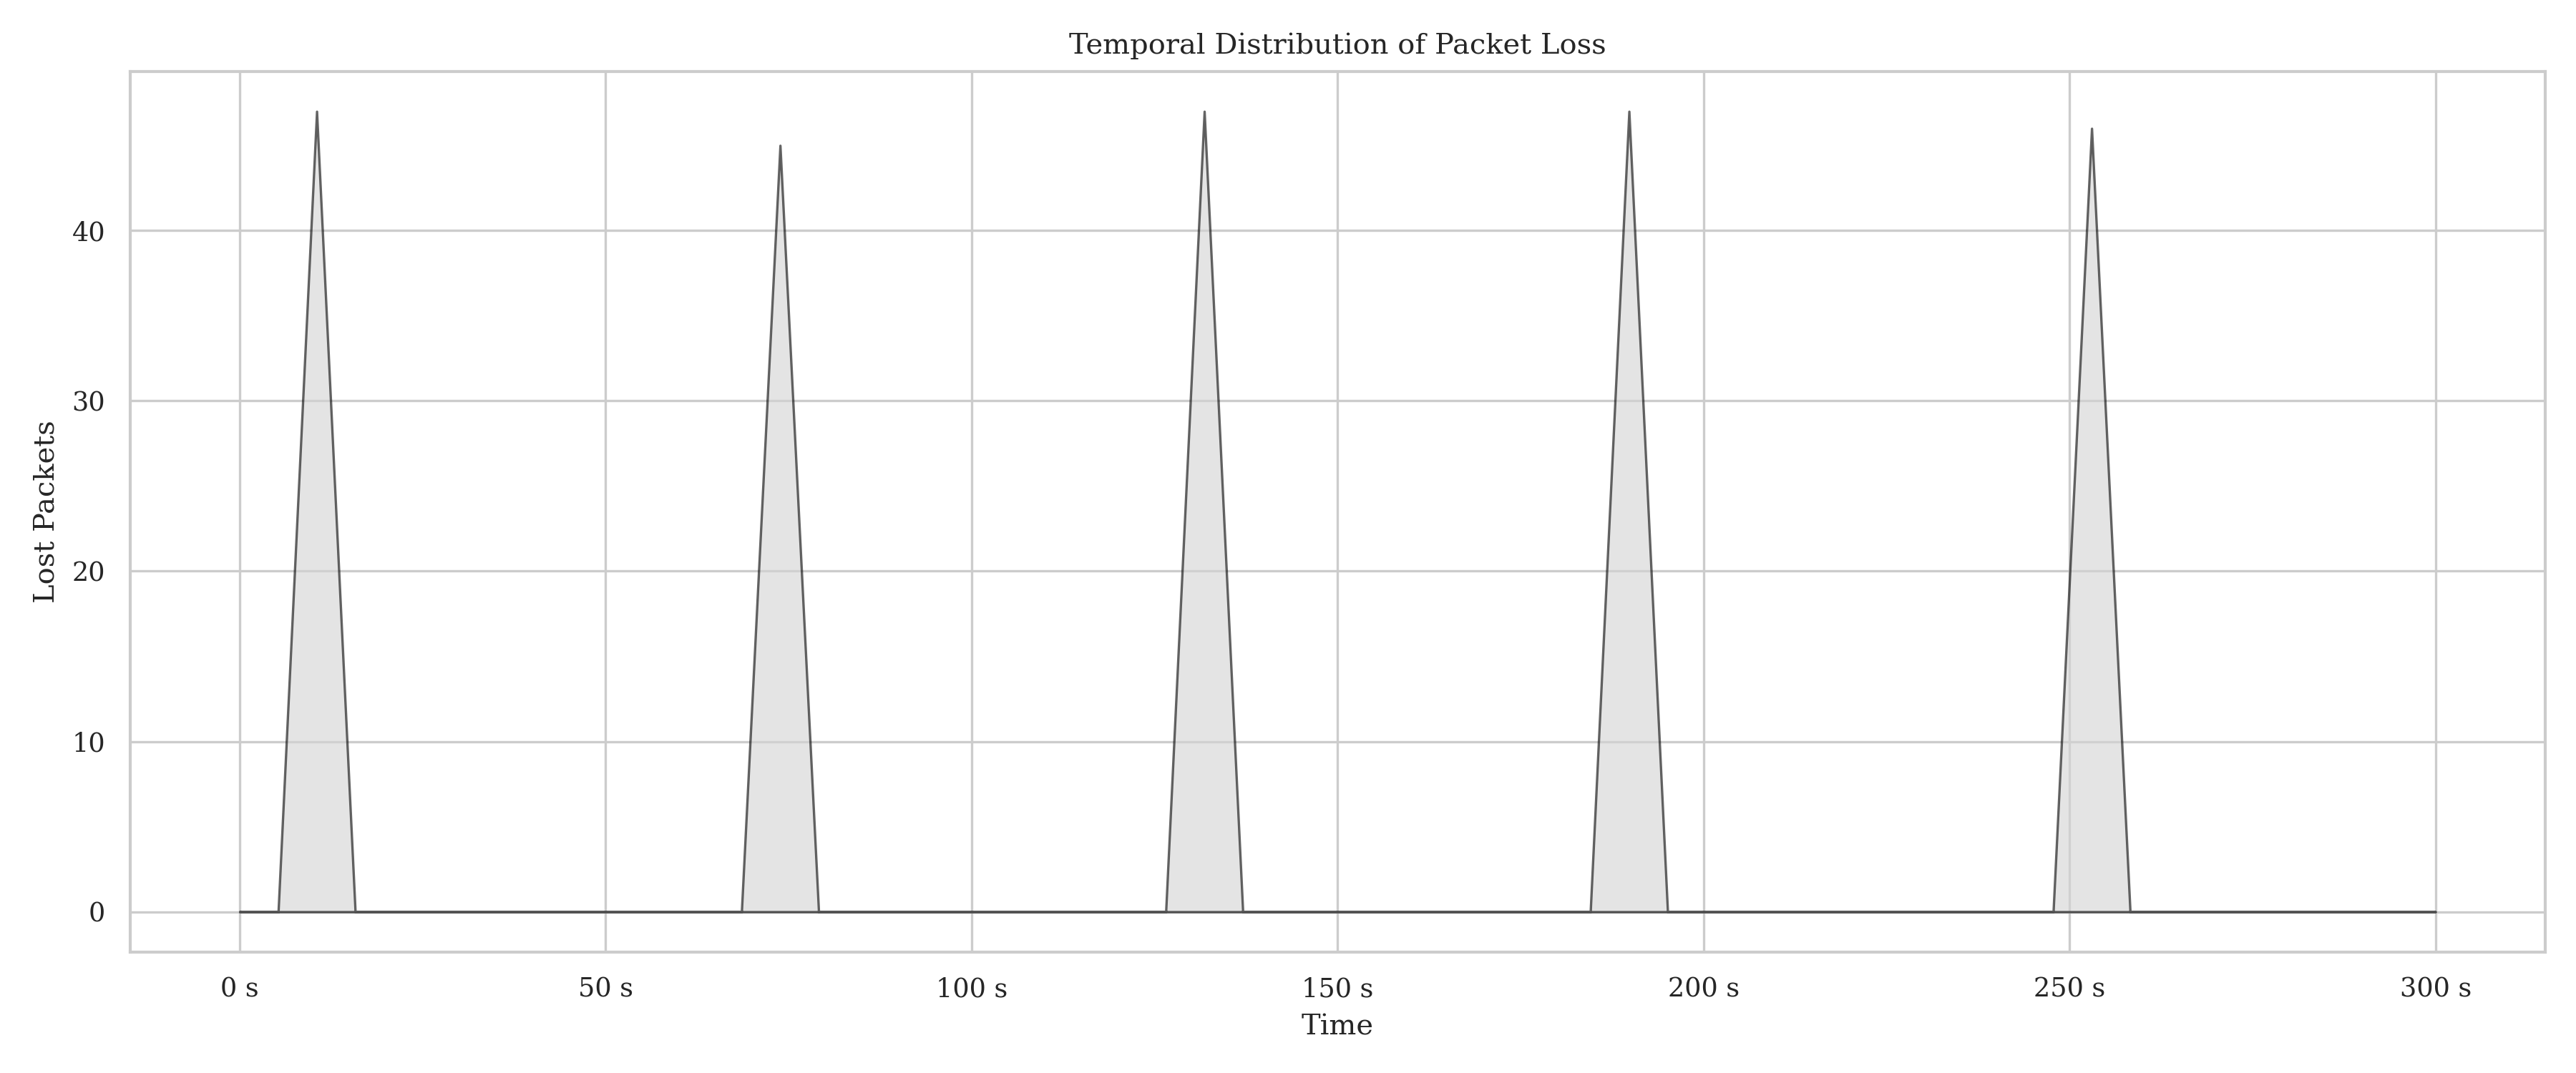 Temporal Distribution of Packet Loss
Lost Packets
40
30
20
10
0
0 s 50 s 100 s 150 s 200 s 250 s 300 s
Time